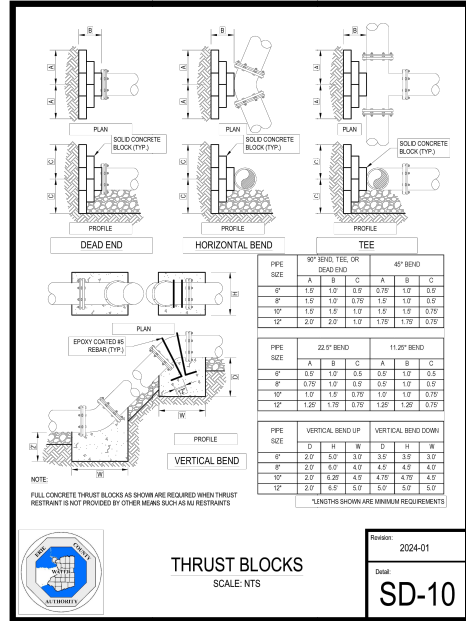 B
B
B
A
A
A
A
A
A
PLAN
PLAN
PLAN
SOLID CONCRETE
BLOCK (TYP.)
SOLID CONCRETE
BLOCK (TYP.)
SOLID CONCRETE
BLOCK (TYP.)
C
C
C
C
C
C
PROFILE
PROFILE
PROFILE
DEAD END
HORIZONTAL BEND
TEE
H
PLAN
EPOXY COATED #5
REBAR (TYP.)
D
W
W
PROFILE
VERTICAL BEND
PIPE SIZE 90° BEND, TEE, OR DEAD END 45° BEND
A B C A B C
6" 1.5' 1.0' 0.5' 0.75' 1.0' 0.5'
8" 1.5' 1.0' 0.75' 1.5' 1.0' 0.5'
10" 1.5' 1.5' 1.0' 1.5' 1.5' 0.75'
12" 2.0' 2.0' 1.0' 1.75' 1.75' 0.75'
PIPE SIZE 22.5° BEND 11.25° BEND
A B C A B C
6" 0.5' 1.0' 0.5 0.5' 1.0' 0.5
8" 0.75' 1.0' 0.5' 0.5' 1.0' 0.5'
10" 1.0' 1.5' 0.75' 1.0' 1.0' 0.75'
12" 1.25' 1.75' 0.75' 1.25' 1.25' 0.75'
PIPE SIZE VERTICAL BEND UP VERTICAL BEND DOWN
D H W D H W
6" 2.0' 5.0' 3.0' 3.5' 3.5' 3.0'
8" 2.0' 6.0' 4.0' 4.5' 4.5' 4.0'
10" 2.0' 6.25' 4.5' 4.75' 4.75' 4.5'
12" 2.0' 6.5' 5.0' 5.0' 5.0' 5.0'
*LENGTHS SHOWN ARE MINIMUM REQUIREMENTS
NOTE:
FULL CONCRETE THRUST BLOCKS AS SHOWN ARE REQUIRED WHEN THRUST
RESTRAINT IS NOT PROVIDED BY OTHER MEANS SUCH AS MJ RESTRAINTS
ERIE COUNTY
WATER
AUTHORITY
THRUST BLOCKS
SCALE: NTS
Revision:
2024-01
Detail:
SD-10